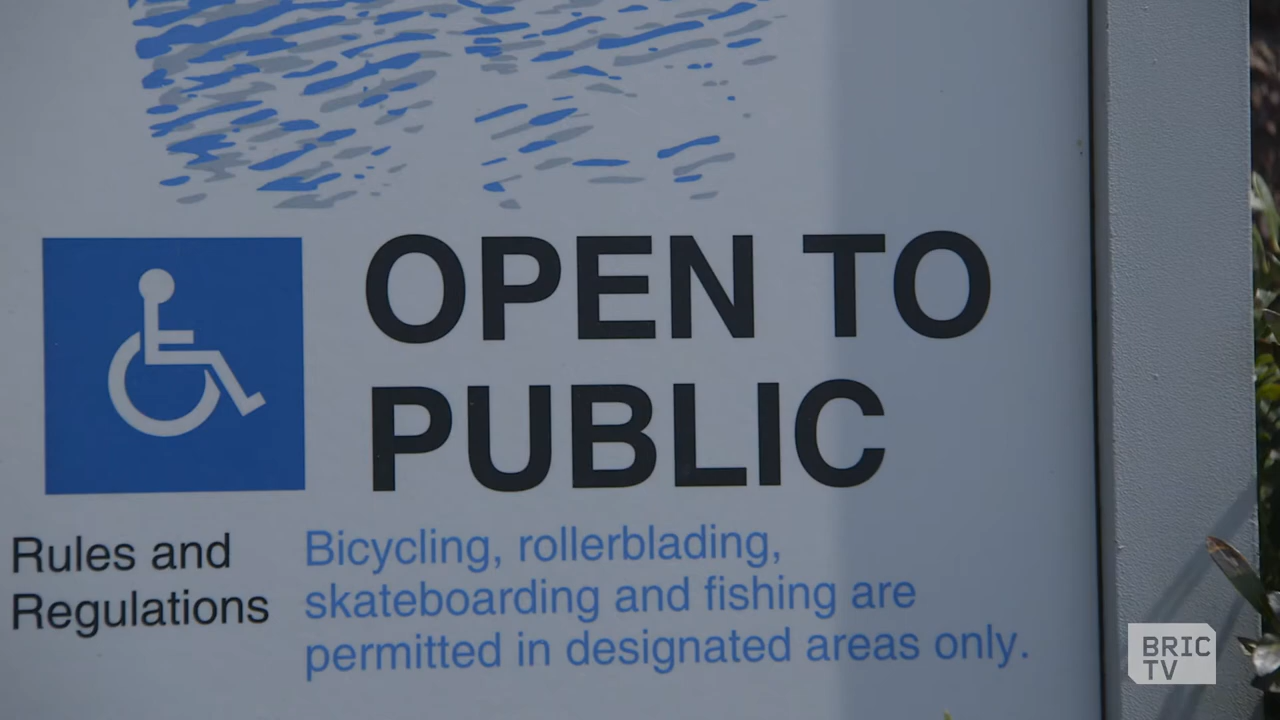 OPEN TO
PUBLIC
Rules and
Regulations
Bicycling, rollerblading,
skateboarding and fishing are
permitted in designated areas only.
BRIC
TV